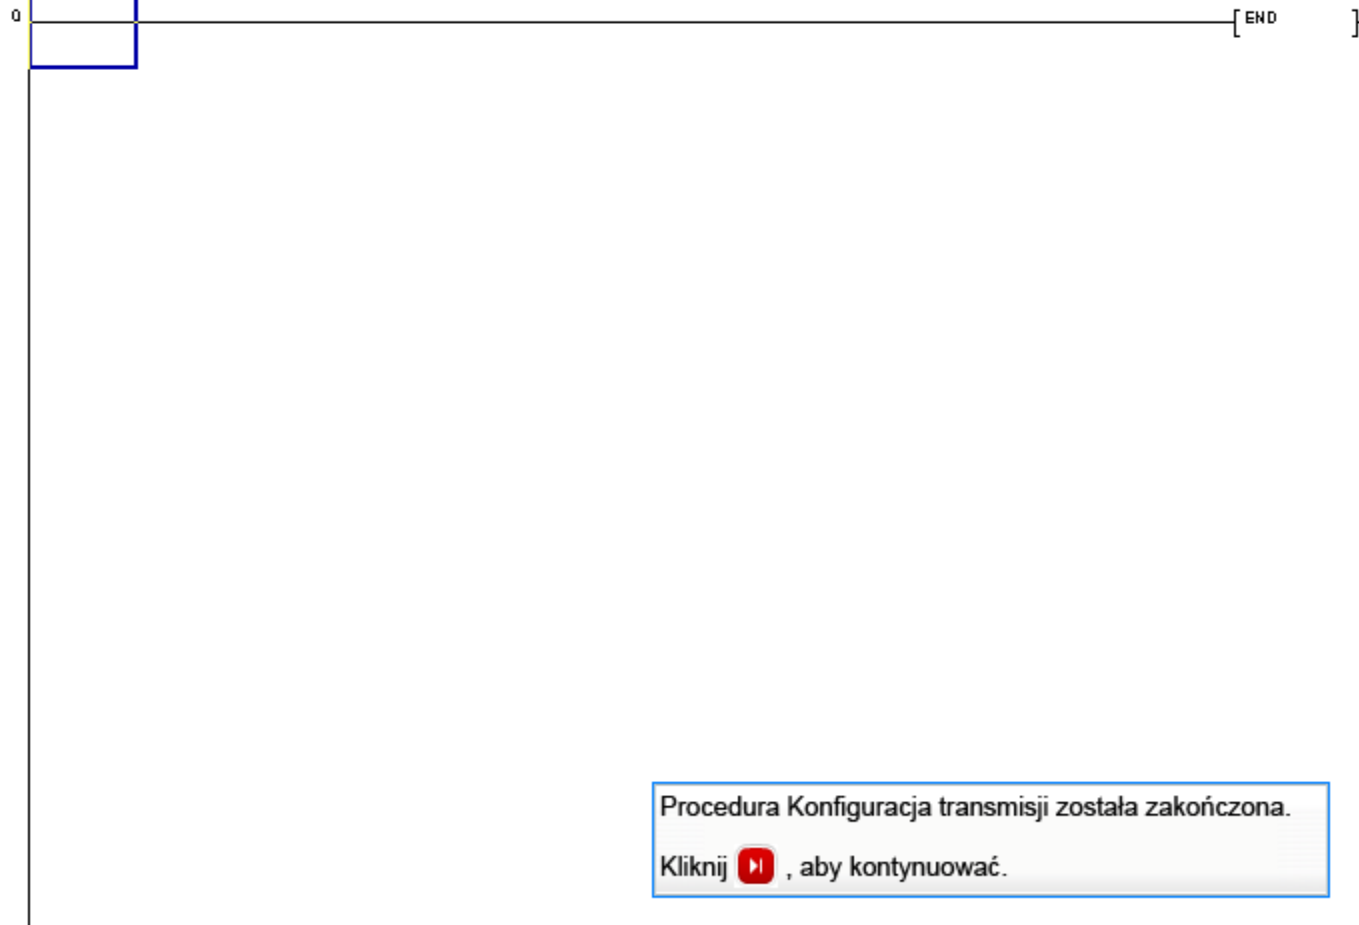 0
[ END ]
Procedura Konfiguracja transmisji została zakończona.
Kliknij , aby kontynuować.